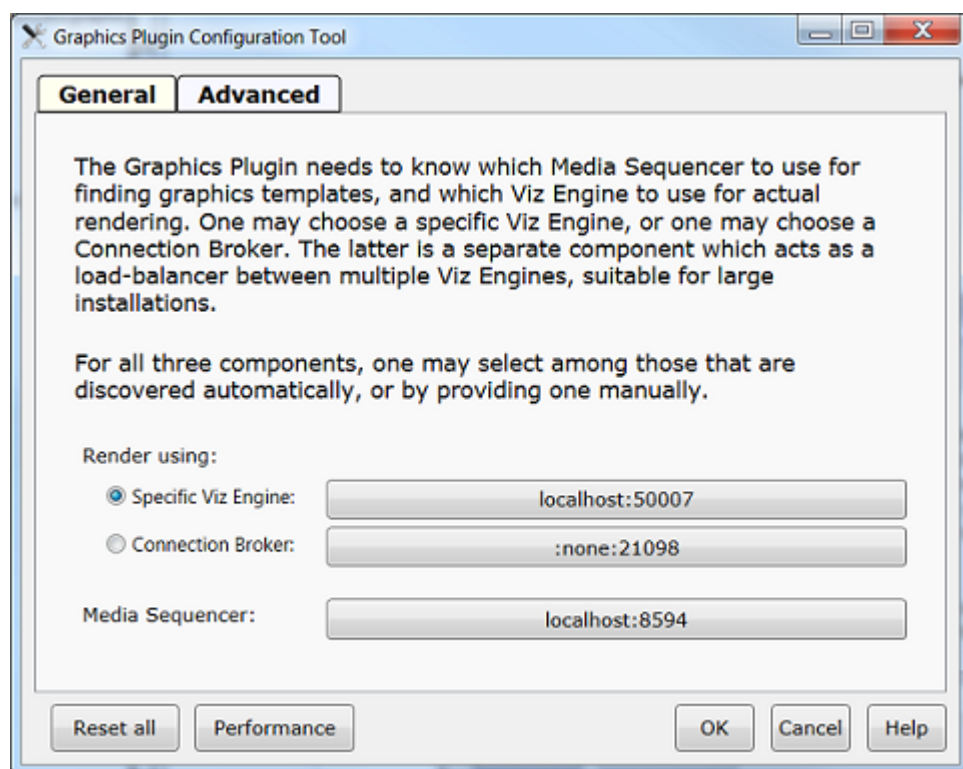 Graphics Plugin Configuration Tool
General Advanced
The Graphics Plugin needs to know which Media Sequencer to use for
finding graphics templates, and which Viz Engine to use for actual
rendering. One may choose a specific Viz Engine, or one may choose a
Connection Broker. The latter is a separate component which acts as a
load-balancer between multiple Viz Engines, suitable for large
installations.
For all three components, one may select among those that are
discovered automatically, or by providing one manually.
Render using:
Specific Viz Engine: localhost:50007
Connection Broker: :none:21098
Media Sequencer: localhost:8594
Reset all Performance OK Cancel Help